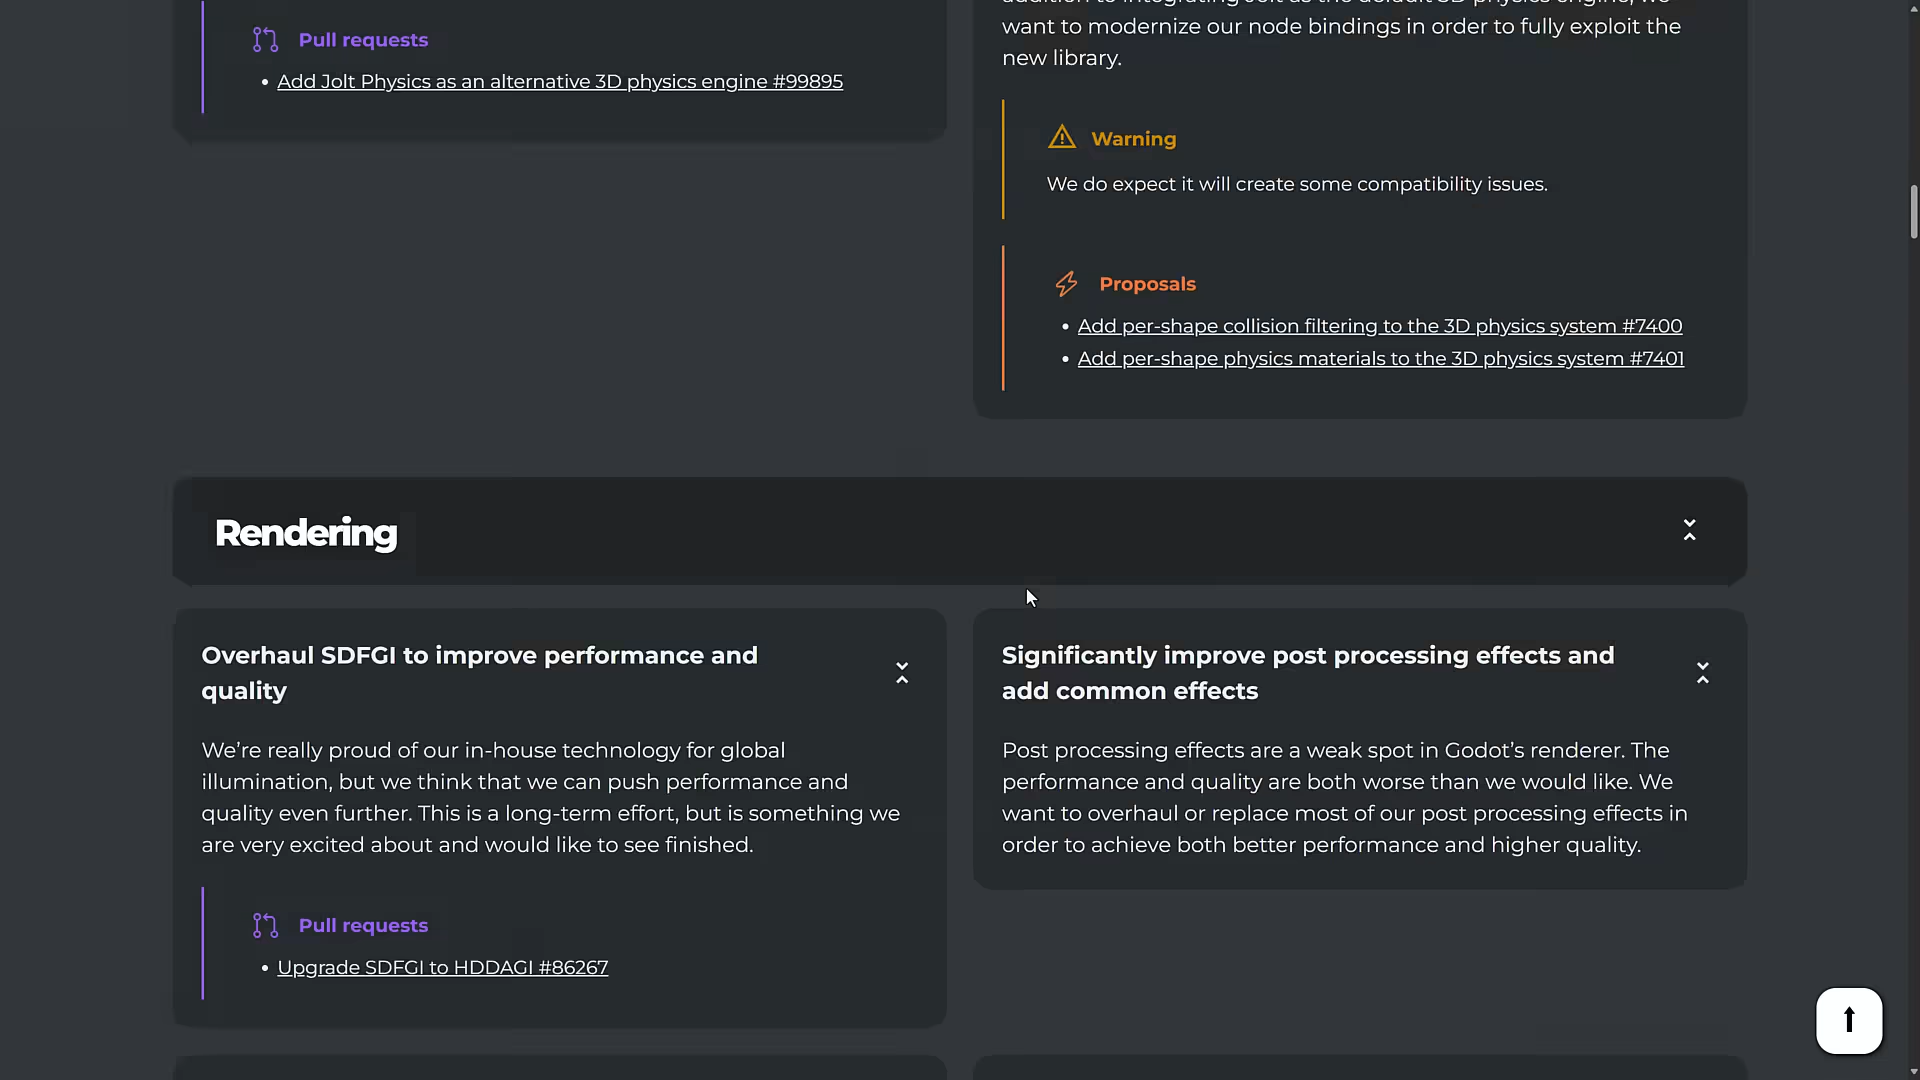 Pull requests
• Add Jolt Physics as an alternative 3D physics engine #99895
want to modernize our node bindings in order to fully exploit the
new library.
Warning
We do expect it will create some compatibility issues.
Proposals
• Add per-shape collision filtering to the 3D physics system #7400
• Add per-shape physics materials to the 3D physics system #7401
Rendering
Overhaul SDFGI to improve performance and
quality
We’re really proud of our in-house technology for global
illumination, but we think that we can push performance and
quality even further. This is a long-term effort, but is something we
are very excited about and would like to see finished.
Pull requests
• Upgrade SDFGI to HDDAGI #86267
Significantly improve post processing effects and
add common effects
Post processing effects are a weak spot in Godot’s renderer. The
performance and quality are both worse than we would like. We
want to overhaul or replace most of our post processing effects in
order to achieve both better performance and higher quality.